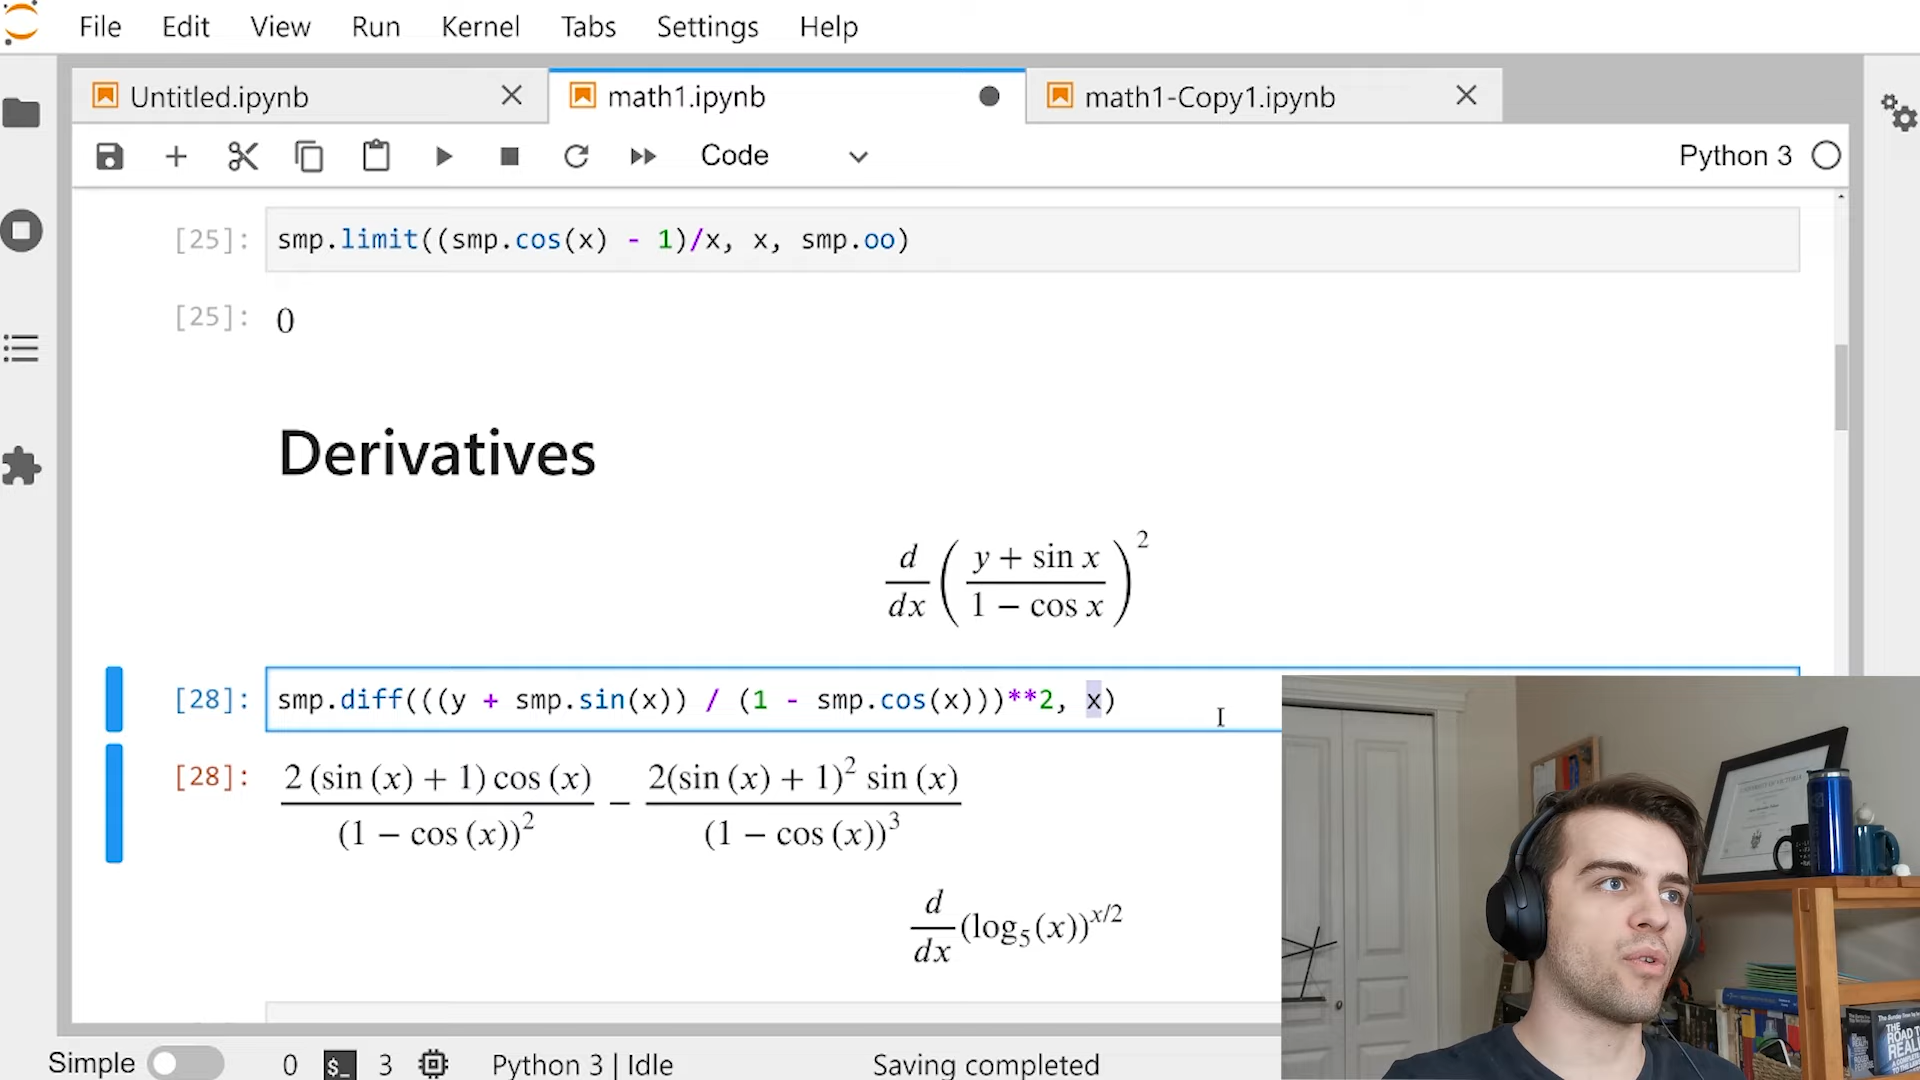 File Edit View Run Kernel Tabs Settings Help
Untitled.ipynb math1.ipynb math1-Copy1.ipynb
Code Python 3
[25]: smp.limit((smp.cos(x) - 1)/x, x, smp.oo)
[25]: 0
Derivatives
d/dx ((y + sin x)/(1 − cos x))^2
[28]: smp.diff(((y + smp.sin(x)) / (1 - smp.cos(x)))**2, x)
[28]: 2 (sin (x) + 1) cos (x)/(1 − cos (x))^2 − 2(sin (x) + 1)^2 sin (x)/(1 − cos (x))^3
d/dx (log_5(x))^x/2
Simple 0 $_ 3 Python 3 | Idle Saving completed
THE ROAD TO